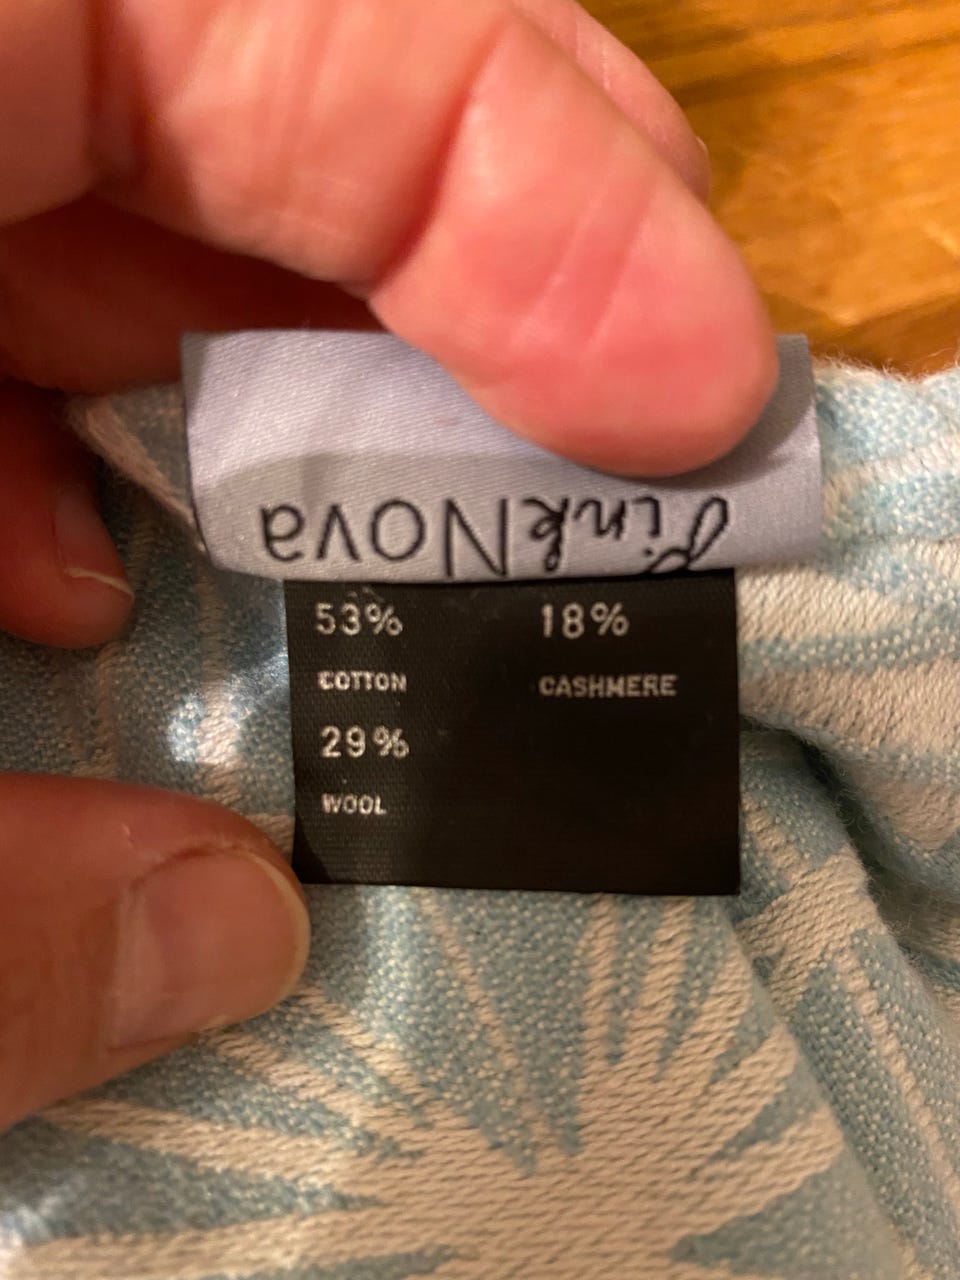 PinkNova
53% 18%
COTTON CASHMERE
29%
WOOL